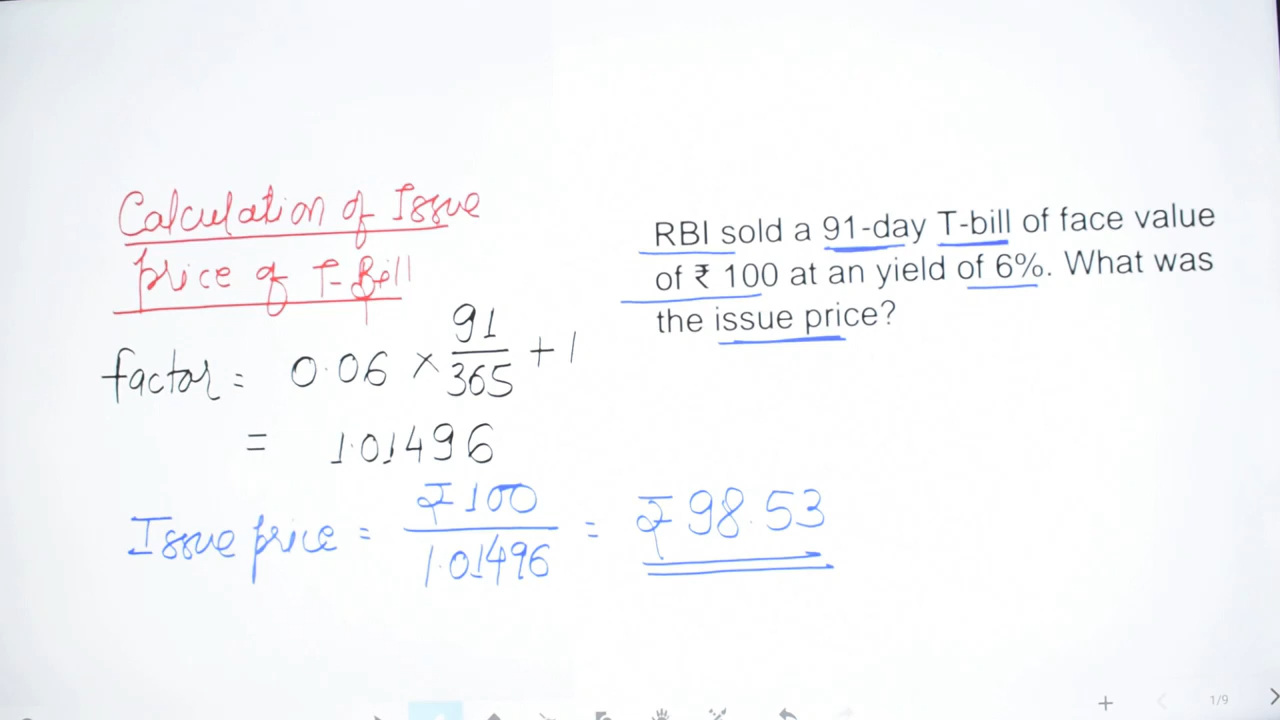 Calculation of Issue
price of T-Bill
factor = 0.06 × 91/365 + 1
= 1.01496
Issue price = ₹100/1.01496 = ₹98.53
RBI sold a 91-day T-bill of face value
of ₹ 100 at an yield of 6%. What was
the issue price?
1/9